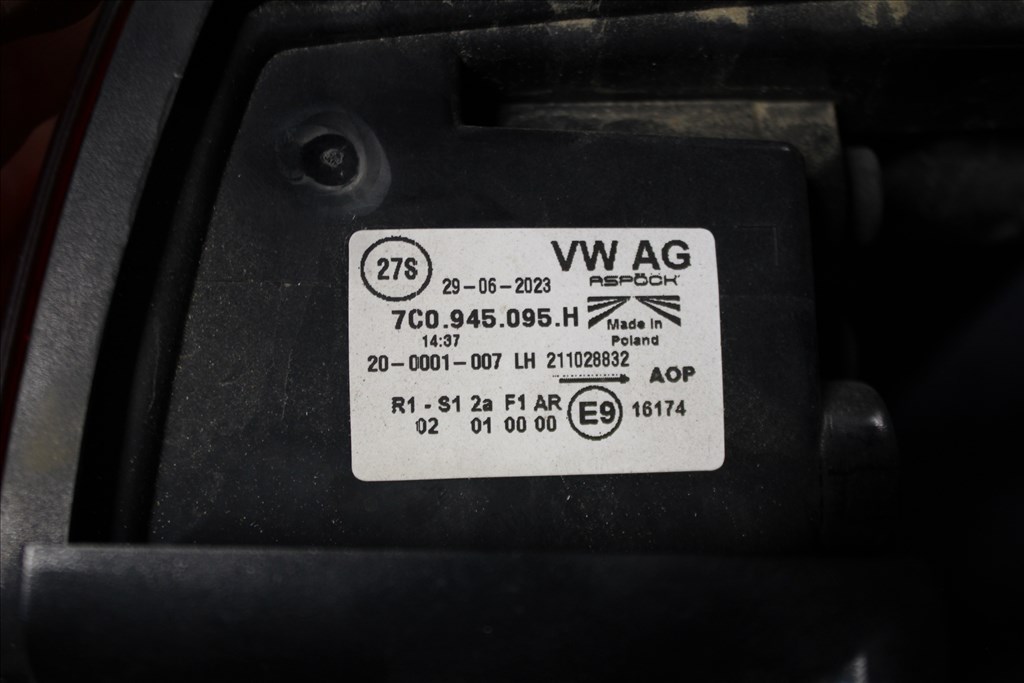 27S
VW AG
29-06-2023
ASPÖCK
7C0.945.095.H
Made in
Poland
14:37
20-0001-007 LH 211028832
AOP
R1 - S1 2a F1 AR
02 01 00 00
E9
16174